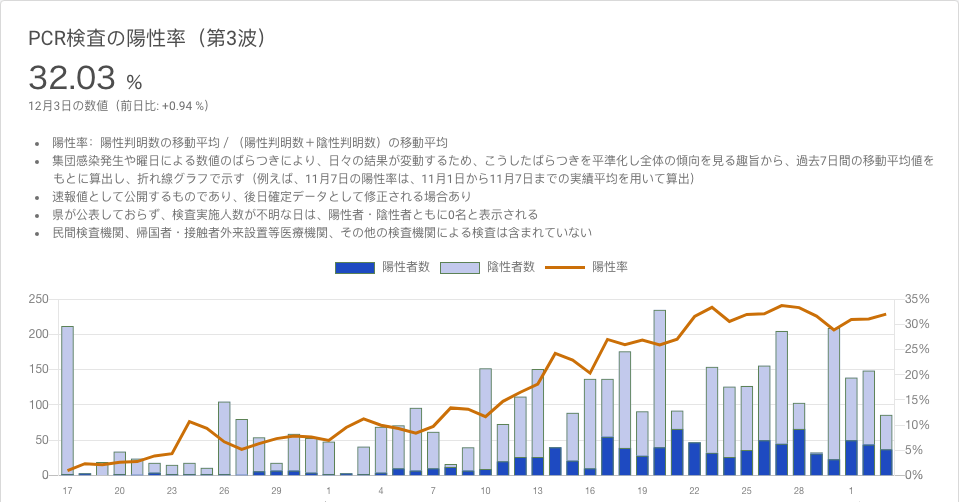 PCR検査の陽性率（第3波）
32.03 %
12月3日の数値（前日比: +0.94 %）
• 陽性率：陽性判明数の移動平均 / （陽性判明数＋陰性判明数）の移動平均
• 集団感染発生や曜日による数値のばらつきにより、日々の結果が変動するため、こうしたばらつきを平準化し全体の傾向を見る趣旨から、過去7日間の移動平均値を
もとに算出し、折れ線グラフで示す（例えば、11月7日の陽性率は、11月1日から11月7日までの実績平均を用いて算出）
• 速報値として公開するものであり、後日確定データとして修正される場合あり
• 県が公表しておらず、検査実施人数が不明な日は、陽性者・陰性者ともに0名と表示される
• 民間検査機関、帰国者・接触者外来設置等医療機関、その他の検査機関による検査は含まれていない
陽性者数 陰性者数 陽性率
250 35%
200 30%
25%
150 20%
100 15%
10%
50 5%
0 0%
17 20 23 26 29 1 4 7 10 13 16 19 22 25 28 1